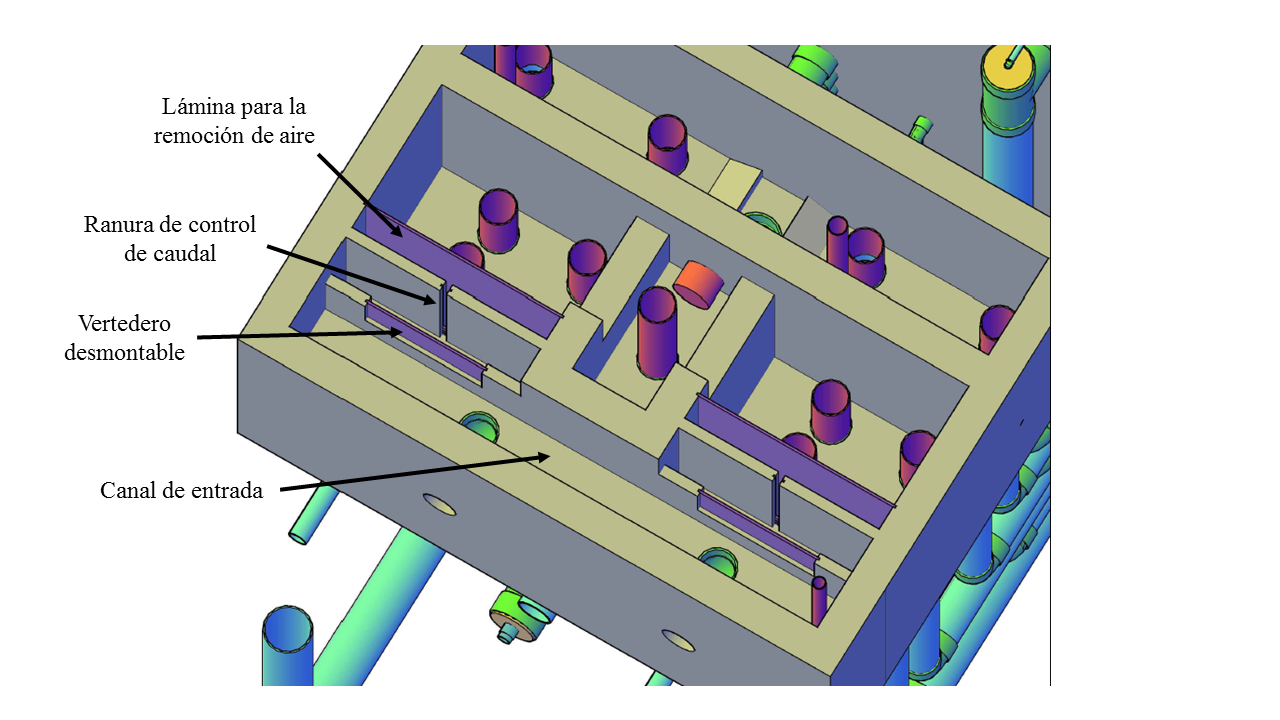 Lámina para la
remoción de aire
Ranura de control
de caudal
Vertedero
desmontable
Canal de entrada